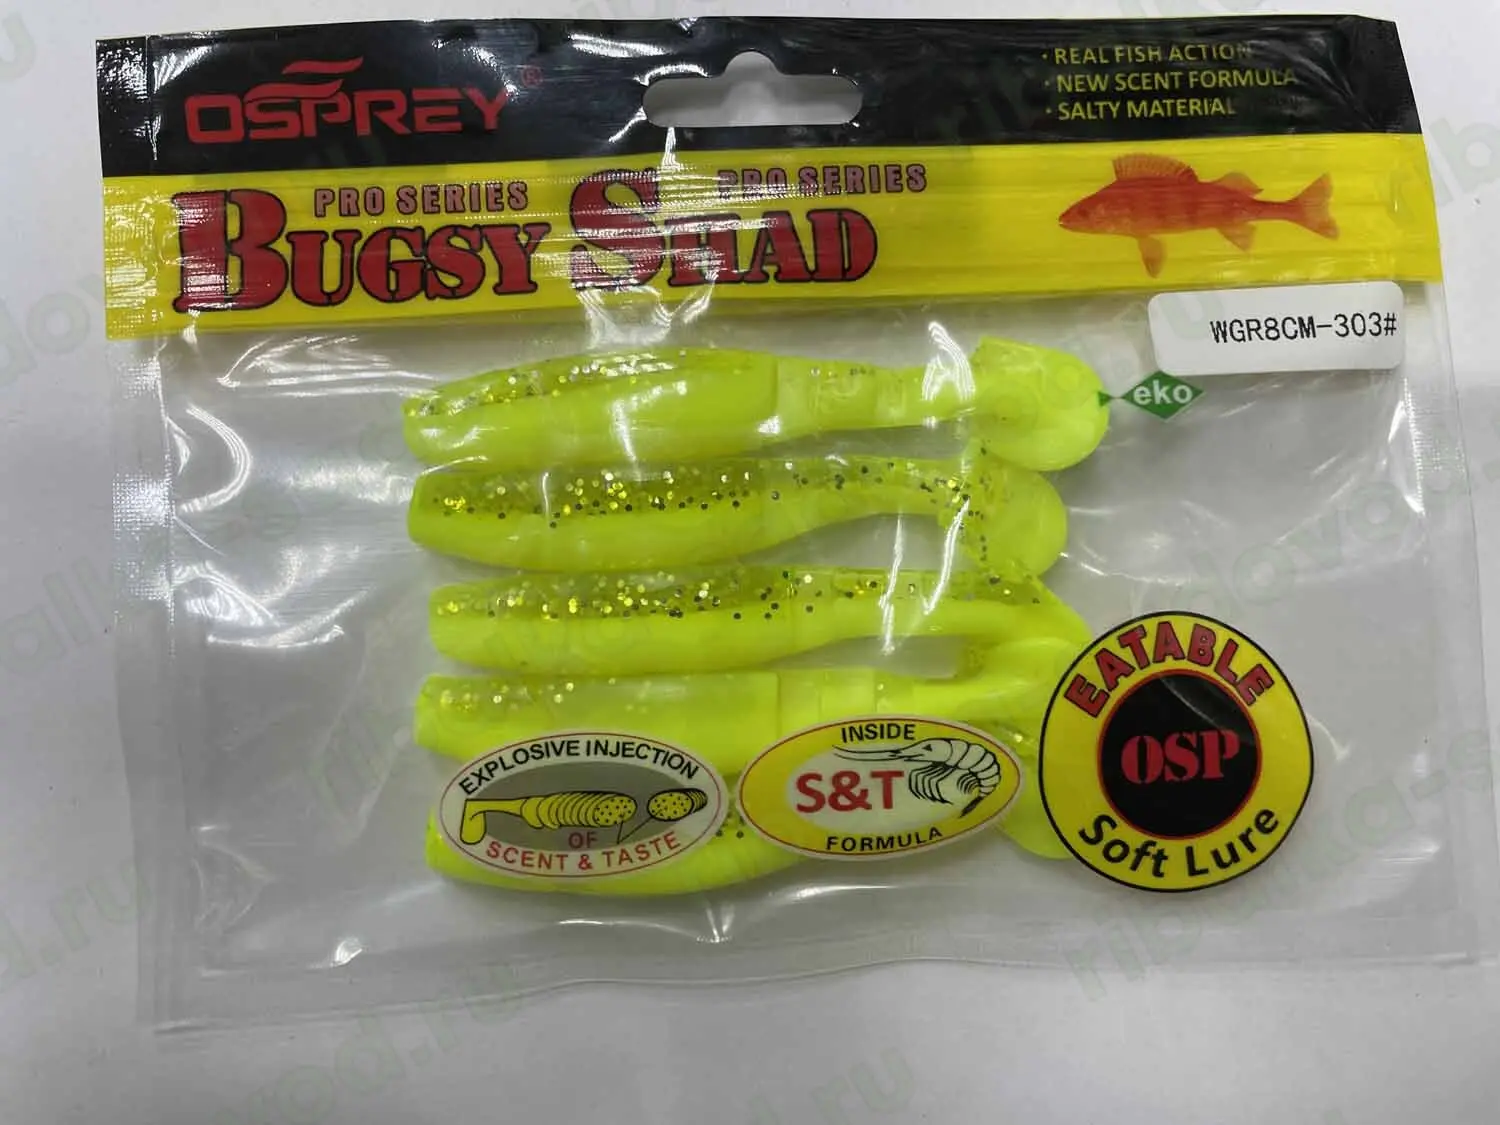 OSPREY®
· REAL FISH ACTION
· NEW SCENT FORMULA
· SALTY MATERIAL
PRO SERIES PRO SERIES
BUGSY SHAD
WGR8CM-303#
eko
EATABLE
OSP
Soft Lure
EXPLOSIVE INJECTION
OF
SCENT & TASTE
INSIDE
S&T
FORMULA